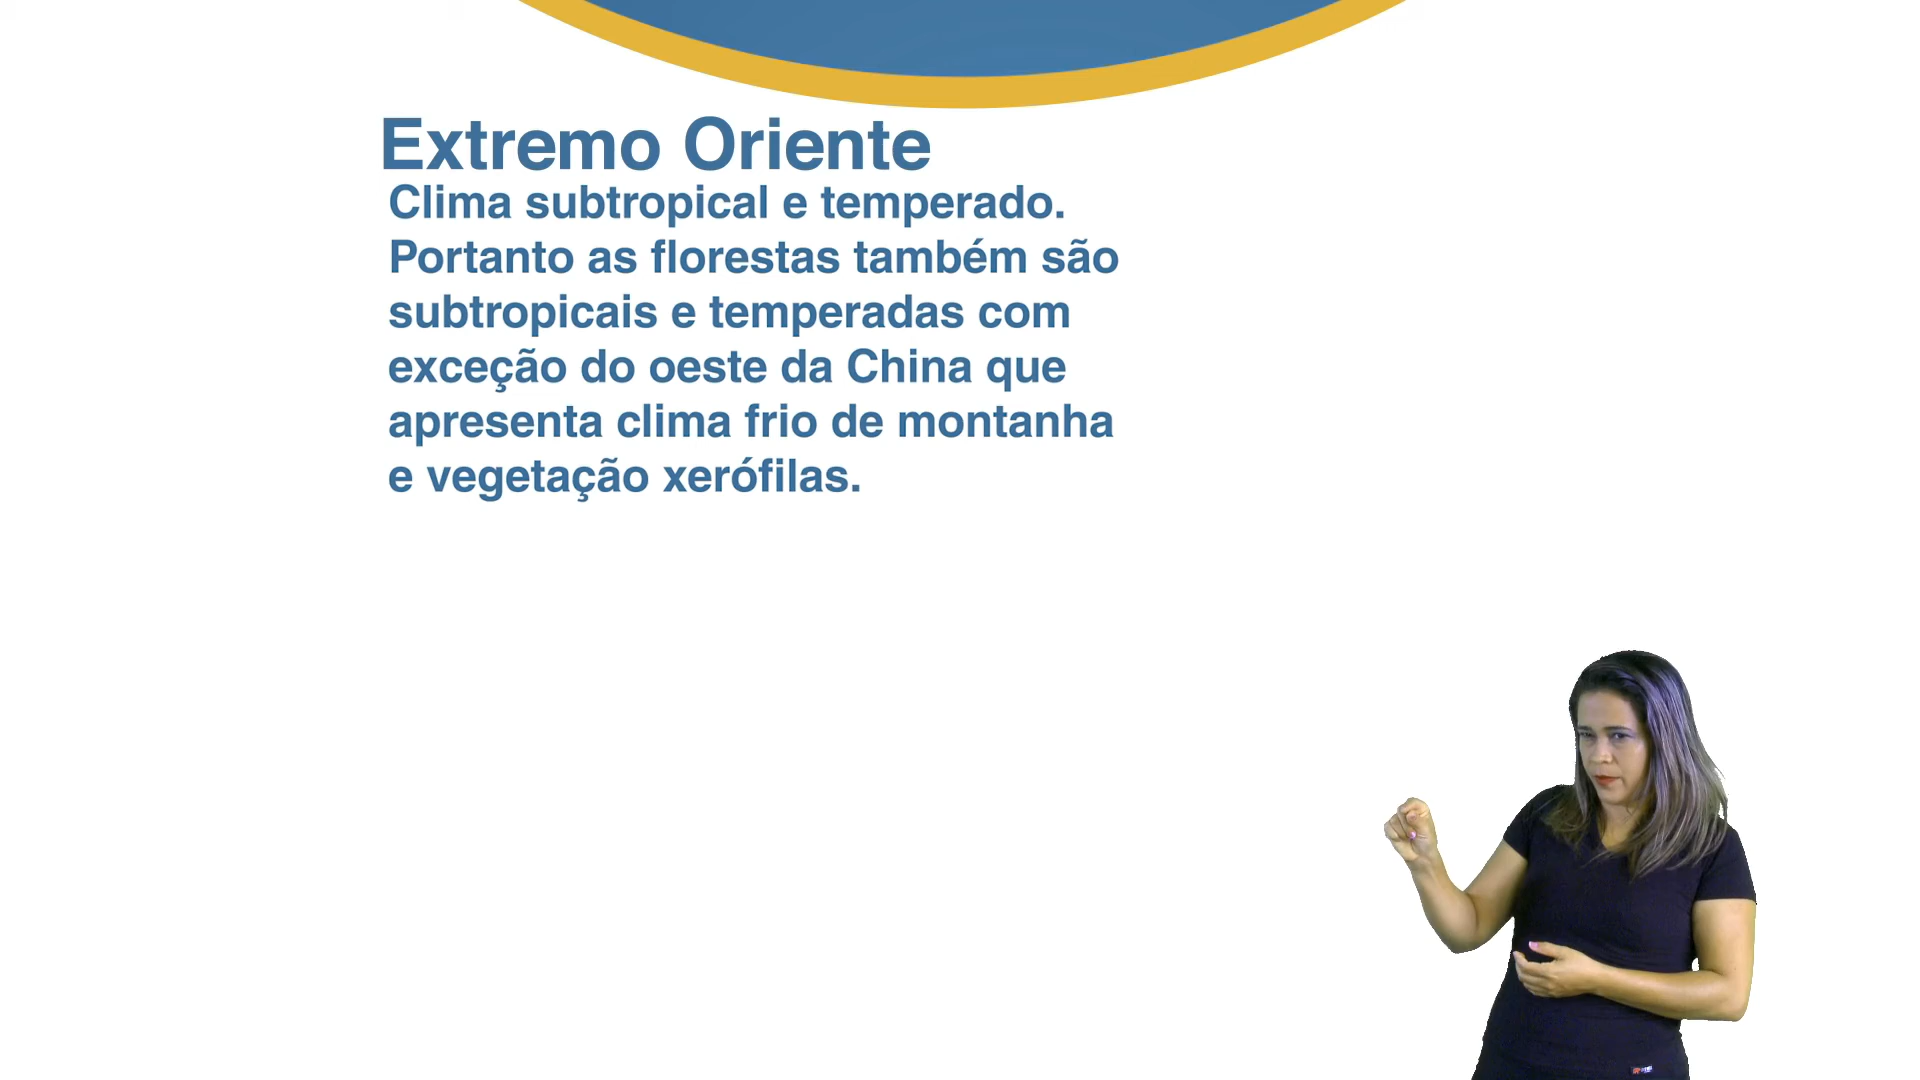 Extremo Oriente
Clima subtropical e temperado.
Portanto as florestas também são
subtropicais e temperadas com
exceção do oeste da China que
apresenta clima frio de montanha
e vegetação xerófilas.